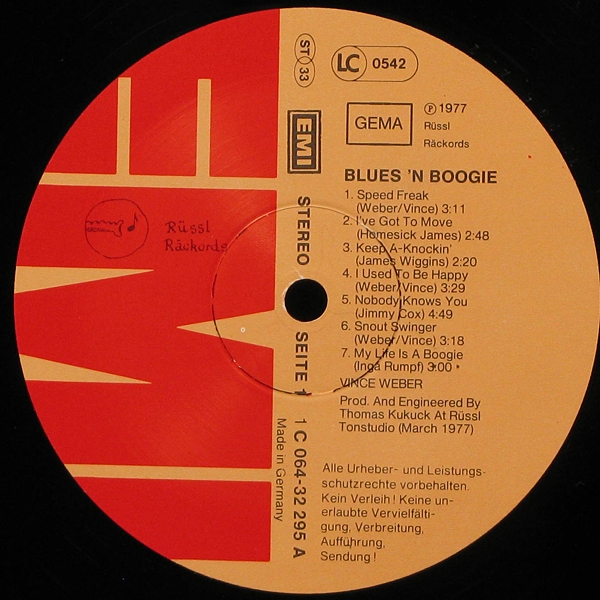 ST
33
LC 0542
EMI
GEMA
℗ 1977
Rüssl
Räckords
BLUES 'N BOOGIE
1. Speed Freak
(Weber/Vince) 3:11
2. I've Got To Move
(Homesick James) 2:48
3. Keep A-Knockin'
(James Wiggins) 2:20
4. I Used To Be Happy
(Weber/Vince) 3:29
5. Nobody Knows You
(Jimmy Cox) 4:49
6. Snout Swinger
(Weber/Vince) 3:18
7. My Life Is A Boogie
(Inga Rumpf) 3:00
VINCE WEBER
Prod. And Engineered By
Thomas Kukuck At Rüssl
Tonstudio (March 1977)
Alle Urheber- und Leistungs-
schutzrechte vorbehalten.
Kein Verleih! Keine un-
erlaubte Vervielfälti-
gung, Verbreitung,
Aufführung,
Sendung!
STEREO SEITE 1 1 C 064-32 295 A
Made in Germany
Rüssl
Räckords
EMI